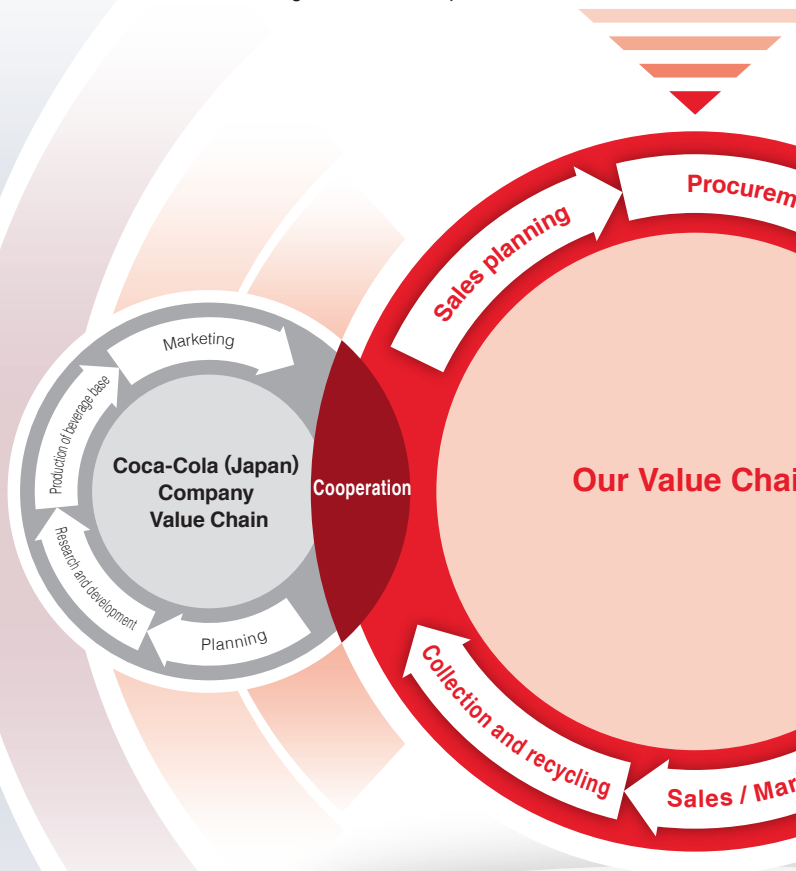 Procurem
Sales planning
Marketing
Production of beverage base
Coca-Cola (Japan)
Company
Value Chain
Cooperation
Our Value Chai
Research and development
Planning
Collection and recycling
Sales / Mar